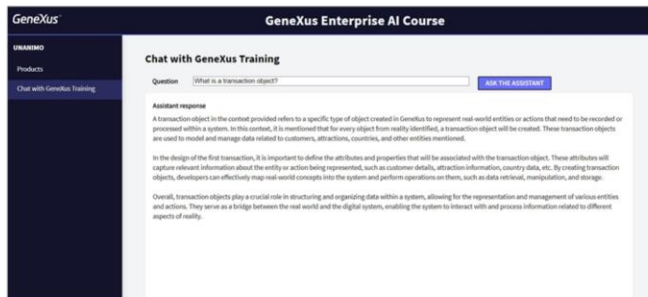 GeneXus™
GeneXus Enterprise AI Course
UNANIMO
Products
Chat with GeneXus Training
Chat with GeneXus Training
Question
What is a transaction object?
ASK THE ASSISTANT
Assistant response
A transaction object in the context provided refers to a specific type of object created in GeneXus to represent real-world entities or actions that need to be recorded or
processed within a system. In this context, it is mentioned that for every object from reality identified, a transaction object will be created. These transaction objects
are used to model and manage data related to customers, attractions, countries, and other entities mentioned.
In the design of the first transaction, it is important to define the attributes and properties that will be associated with the transaction object. These attributes will
capture relevant information about the entity or action being represented, such as customer details, attraction information, country data, etc. By creating transaction
objects, developers can effectively map real-world concepts into the system and perform operations on them, such as data retrieval, manipulation, and storage.
Overall, transaction objects play a crucial role in structuring and organizing data within a system, allowing for the representation and management of various entities
and actions. They serve as a bridge between the real world and the digital system, enabling the system to interact with and process information related to different
aspects of reality.